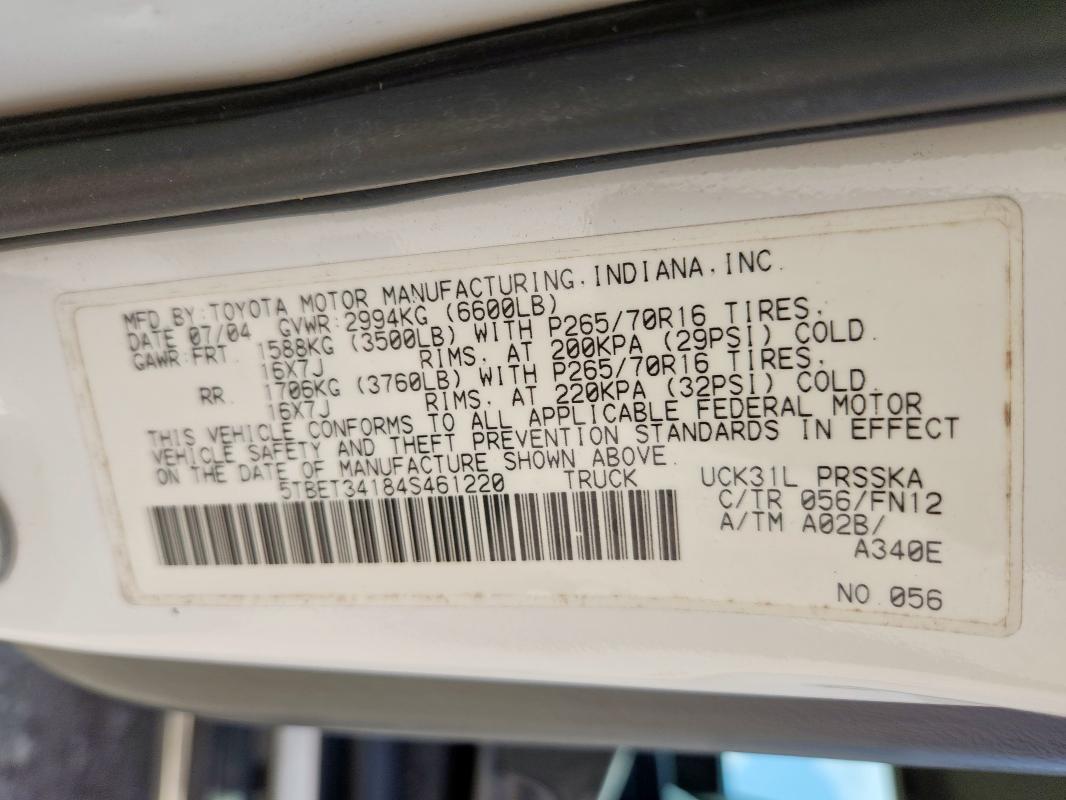 MFD BY:TOYOTA MOTOR MANUFACTURING.INDIANA.INC.
DATE 07/04 GVWR:2994KG (6600LB)
GAWR:FRT. 1588KG (3500LB) WITH P265/70R16 TIRES.
16X7J RIMS. AT 200KPA (29PSI) COLD.
RR. 1706KG (3760LB) WITH P265/70R16 TIRES.
16X7J RIMS. AT 220KPA (32PSI) COLD.
THIS VEHICLE CONFORMS TO ALL APPLICABLE FEDERAL MOTOR
VEHICLE SAFETY AND THEFT PREVENTION STANDARDS IN EFFECT
ON THE DATE OF MANUFACTURE SHOWN ABOVE.
5TBET34184S461220 TRUCK UCK31L PRSSKA
C/TR 056/FN12
A/TM A02B/
A340E
NO.056